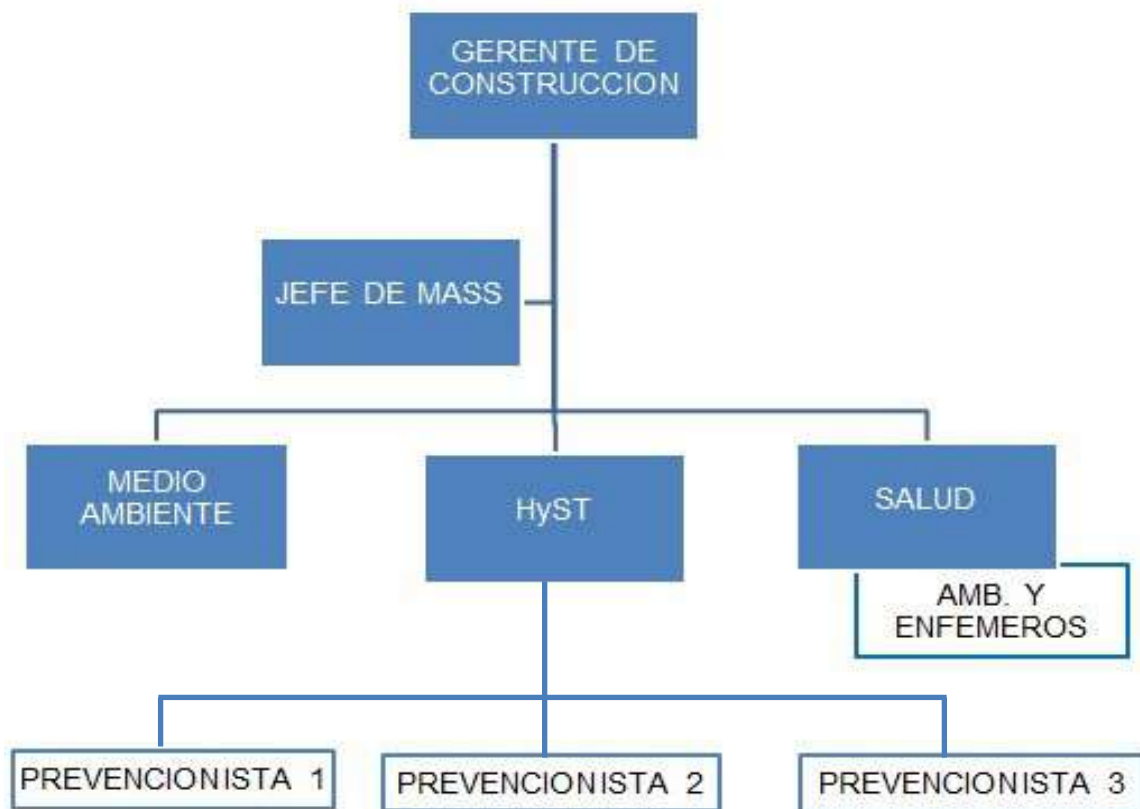 GERENTE DE
CONSTRUCCION
JEFE DE MASS
MEDIO
AMBIENTE
HyST
SALUD
AMB. Y
ENFEMEROS
PREVENCIONISTA 1
PREVENCIONISTA 2
PREVENCIONISTA 3